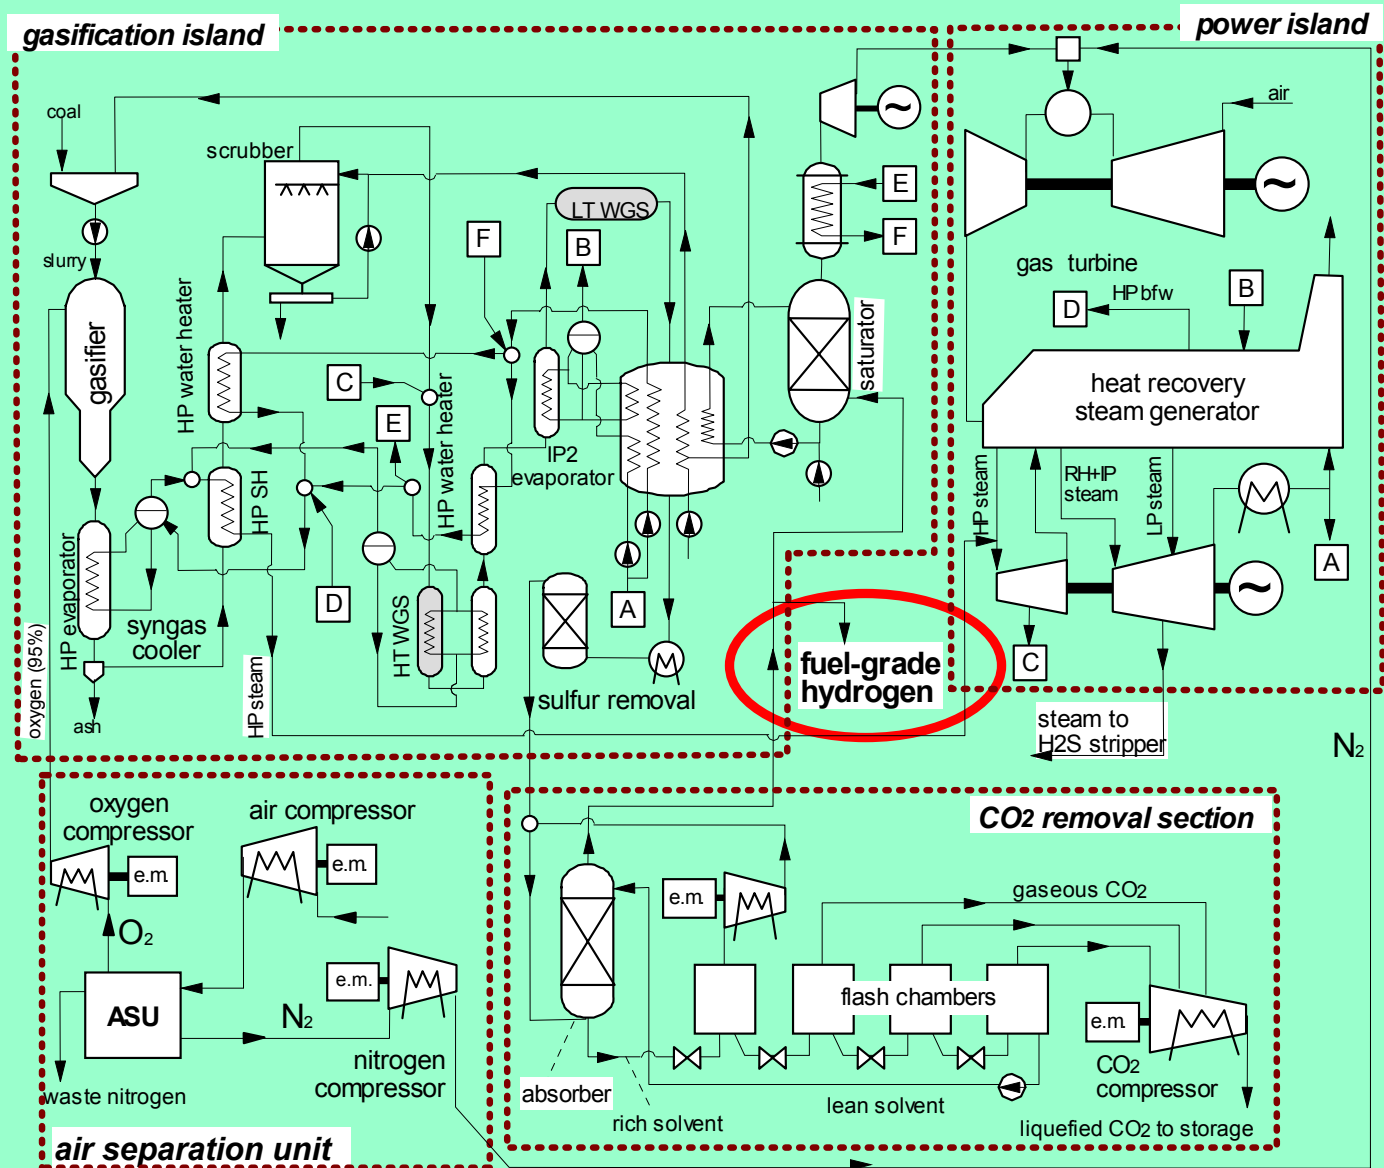 gasification island
power island
coal
scrubber
slurry
gasifier
HP water heater
HP SH
HP evaporator
syngas
cooler
oxygen (95%)
ash
HP steam
F
B
LT WGS
C
E
D
HP water heater
HT WGS
IP2
evaporator
A
sulfur removal
saturator
E
F
~
air
~
gas turbine
HP bfw
D
B
heat recovery
steam generator
HP steam
RH+IP
steam
LP steam
A
~
C
fuel-grade
hydrogen
steam to
H2S stripper
N2
oxygen
compressor
air compressor
e.m.
e.m.
O2
ASU
N2
e.m.
nitrogen
compressor
waste nitrogen
air separation unit
CO2 removal section
e.m.
gaseous CO2
flash chambers
e.m.
CO2
compressor
absorber
rich solvent
lean solvent
liquefied CO2 to storage